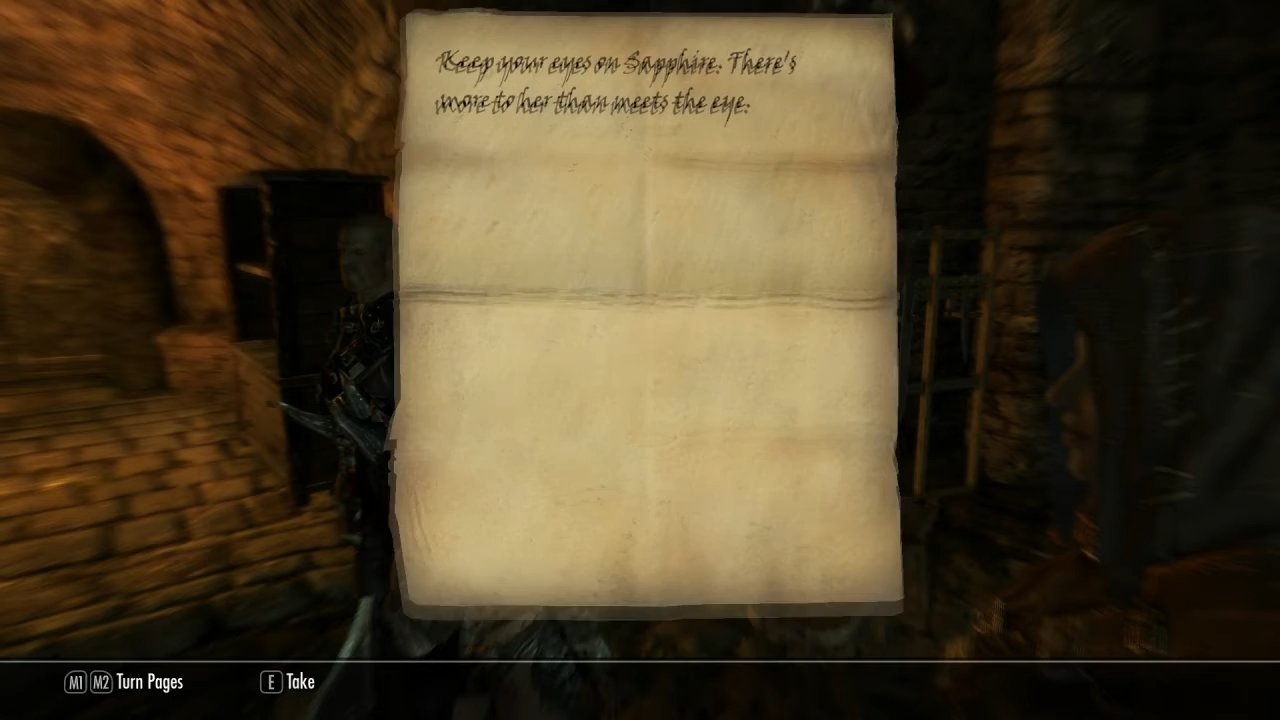 Keep your eyes on Sapphire. There's
more to her than meets the eye.
M1 M2 Turn Pages
E Take